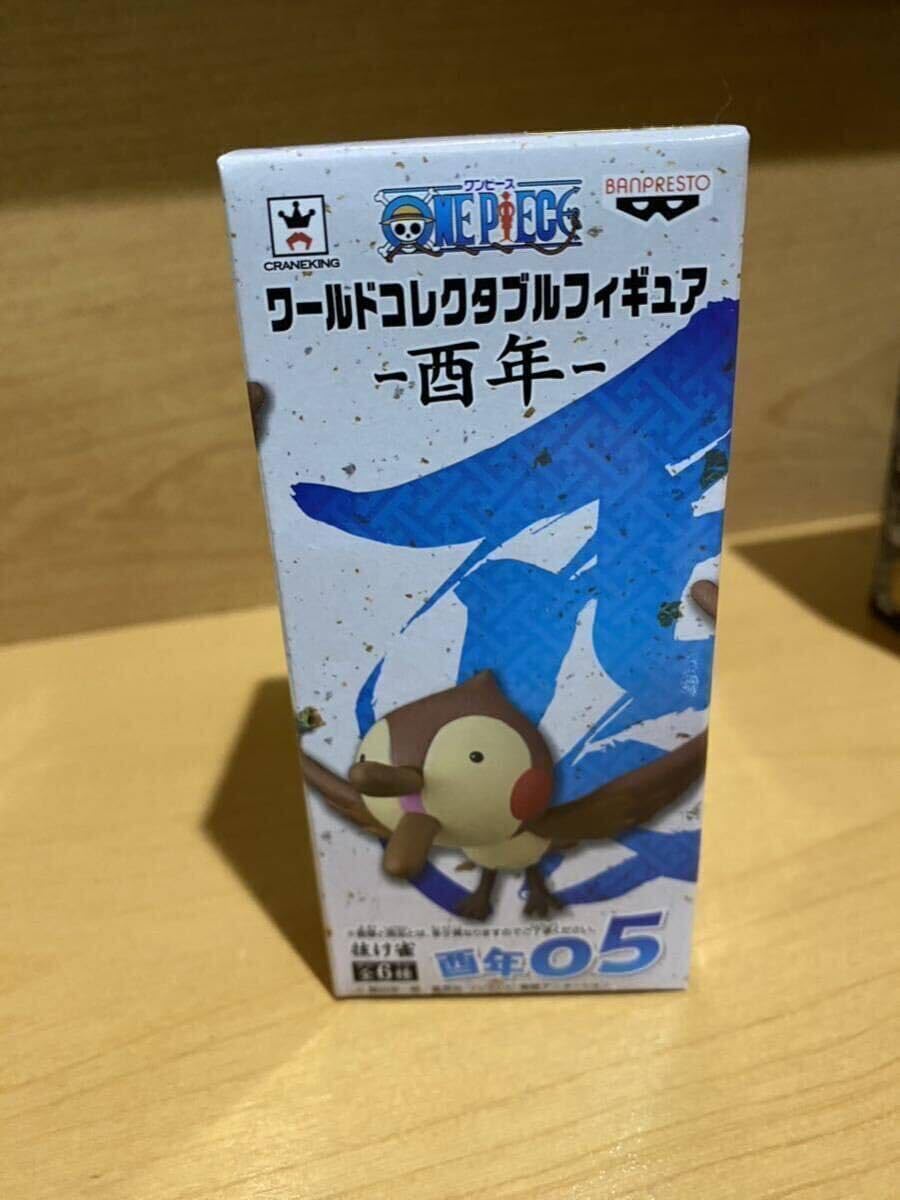 CRANEKING
ワンピース
ONE PIECE
BANPRESTO
ワールドコレクタブルフィギュア
-酉年-
抜け雀
全6種
酉年05